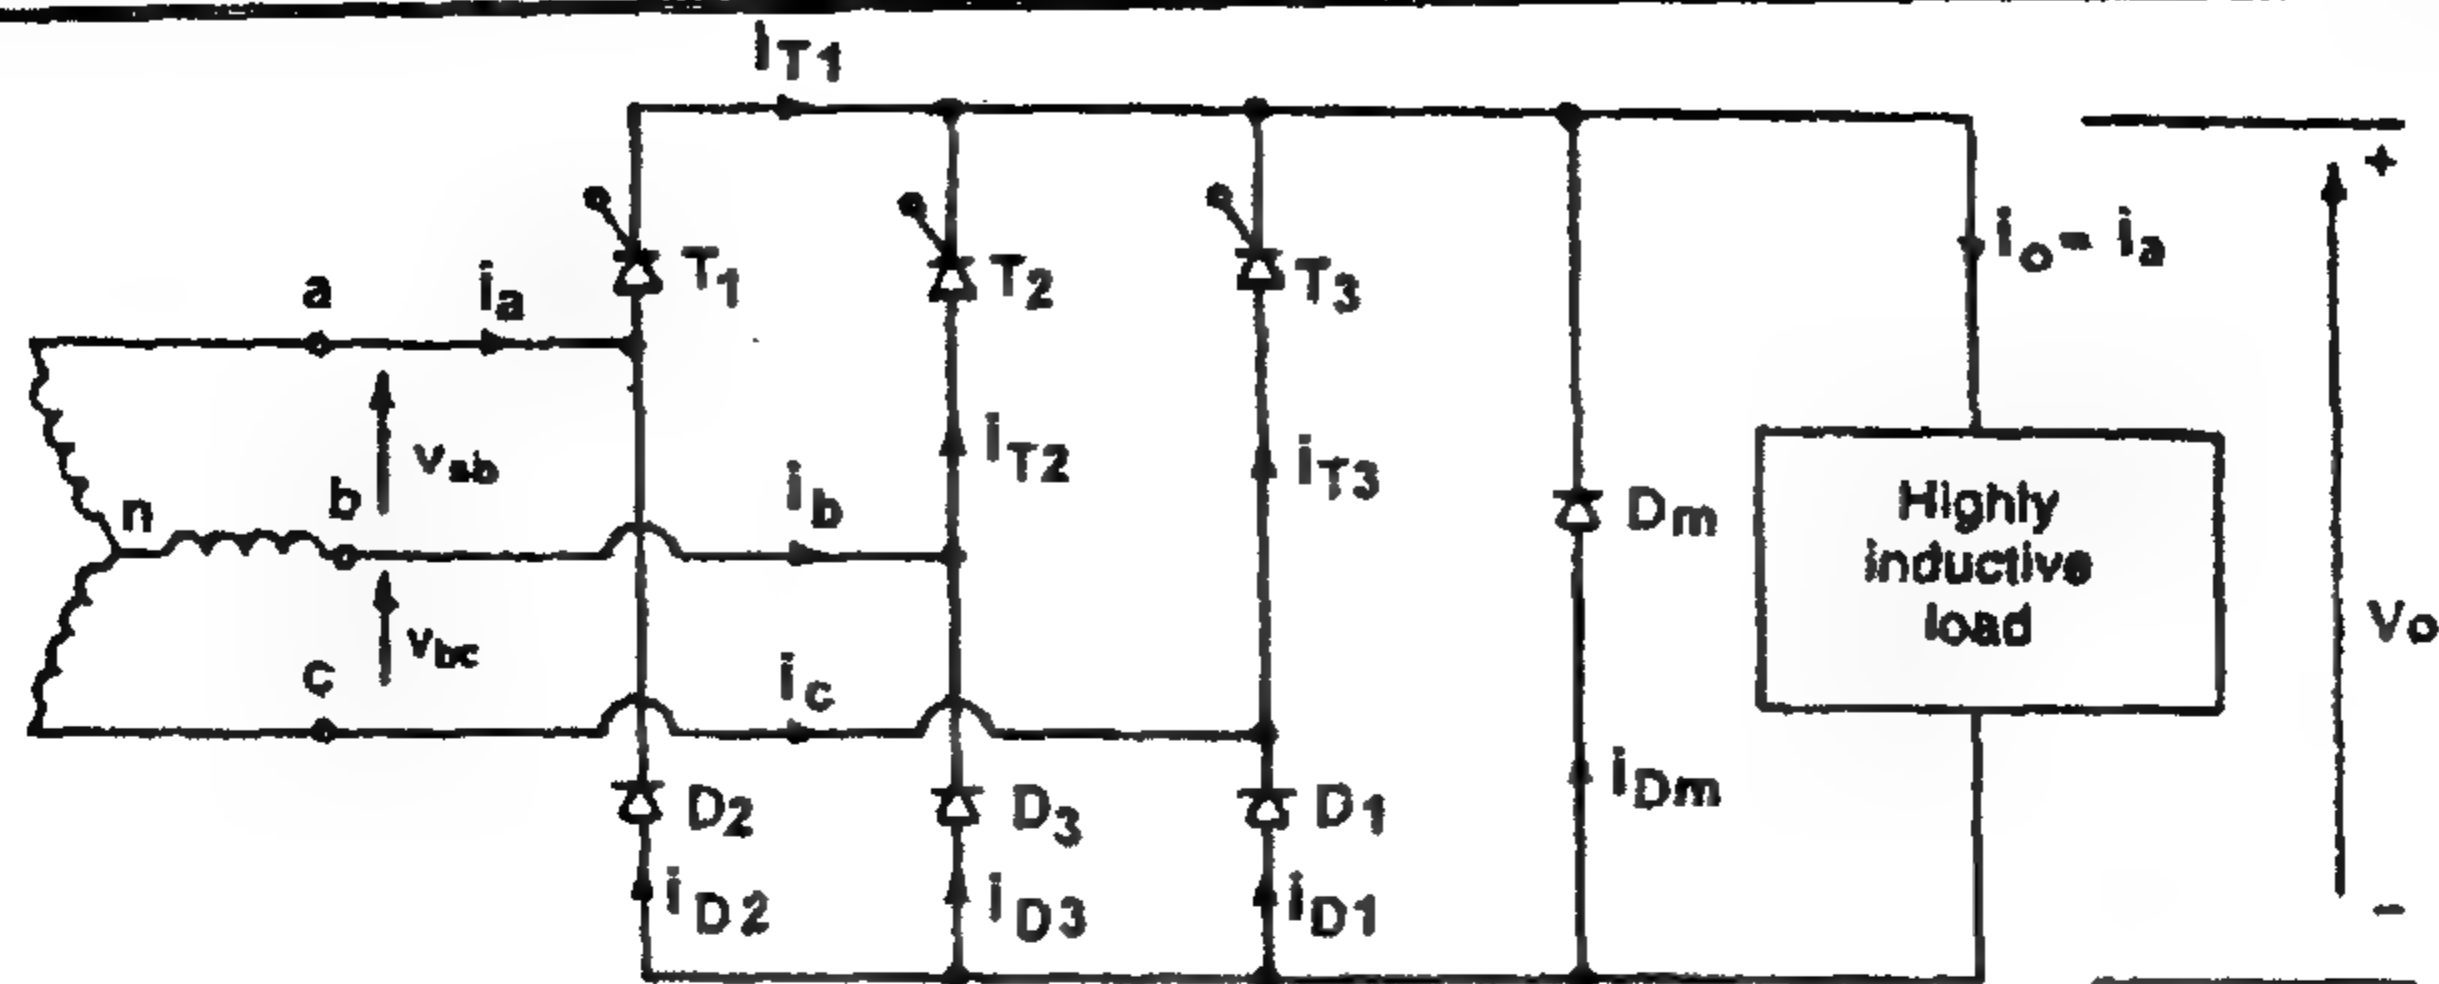 iT1
T1
T2
T3
a
ia
io - ia
+
vab
iT2
iT3
b
n
ib
Dm
Highly
inductive
load
Vo
vbc
c
ic
iDm
D2
D3
D1
iD2
iD3
iD1
-